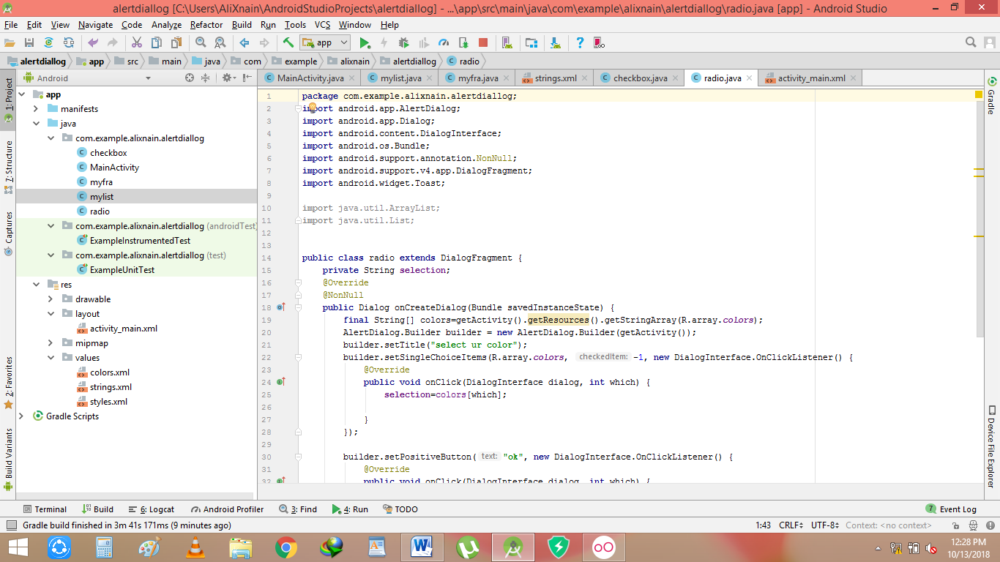 alertdiallog [C:\Users\AliXnain\AndroidStudioProjects\alertdiallog] - ...\app\src\main\java\com\example\alixnain\alertdiallog\radio.java [app] - Android Studio
File Edit View Navigate Code Analyze Refactor Build Run Tools VCS Window Help
app
alertdiallog app src main java com example alixnain alertdiallog radio
Android
MainActivity.java mylist.java myfra.java strings.xml checkbox.java radio.java activity_main.xml
1: Project
7: Structure
Captures
2: Favorites
Build Variants
app
manifests
java
com.example.alixnain.alertdiallog
checkbox
MainActivity
myfra
mylist
radio
com.example.alixnain.alertdiallog (androidTest)
ExampleInstrumentedTest
com.example.alixnain.alertdiallog (test)
ExampleUnitTest
res
drawable
layout
activity_main.xml
mipmap
values
colors.xml
strings.xml
styles.xml
Gradle Scripts
1 package com.example.alixnain.alertdiallog;
2 import android.app.AlertDialog;
3 import android.app.Dialog;
4 import android.content.DialogInterface;
5 import android.os.Bundle;
6 import android.support.annotation.NonNull;
7 import android.support.v4.app.DialogFragment;
8 import android.widget.Toast;
9
10 import java.util.ArrayList;
11 import java.util.List;
12
13
14 public class radio extends DialogFragment {
15 private String selection;
16 @Override
17 @NonNull
18 public Dialog onCreateDialog(Bundle savedInstanceState) {
19 final String[] colors=getActivity().getResources().getStringArray(R.array.colors);
20 AlertDialog.Builder builder = new AlertDialog.Builder(getActivity());
21 builder.setTitle("select ur color");
22 builder.setSingleChoiceItems(R.array.colors, checkedItem: -1, new DialogInterface.OnClickListener() {
23 @Override
24 public void onClick(DialogInterface dialog, int which) {
25 selection=colors[which];
26
27 }
28 });
29
30 builder.setPositiveButton( text: "ok", new DialogInterface.OnClickListener() {
31 @Override
32 public void onClick(DialogInterface dialog, int which) {
Gradle
Device File Explorer
Terminal Build 6: Logcat Android Profiler 3: Find 4: Run TODO 7 Event Log
Gradle build finished in 3m 41s 171ms (9 minutes ago) 1:43 CRLF UTF-8 Context: <no context>
12:28 PM
10/13/2018